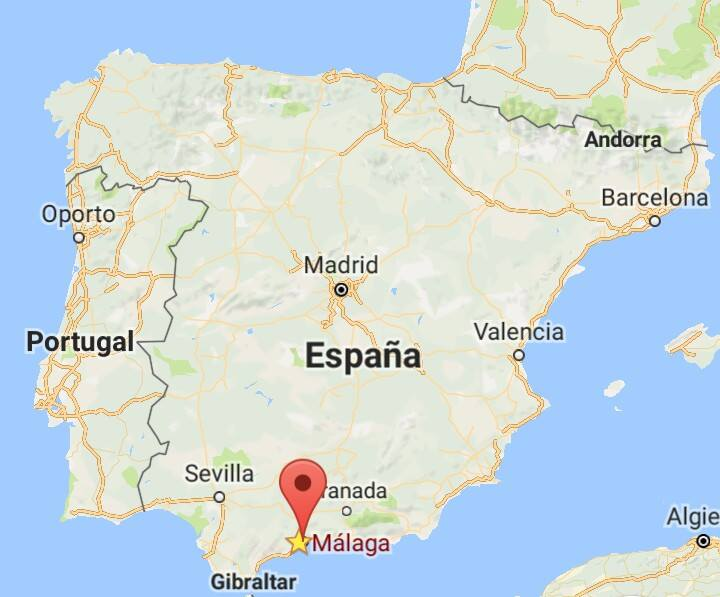 Andorra
Barcelona
Oporto
Madrid
Valencia
Portugal
España
Sevilla
ranada
Algie
Málaga
Gibraltar